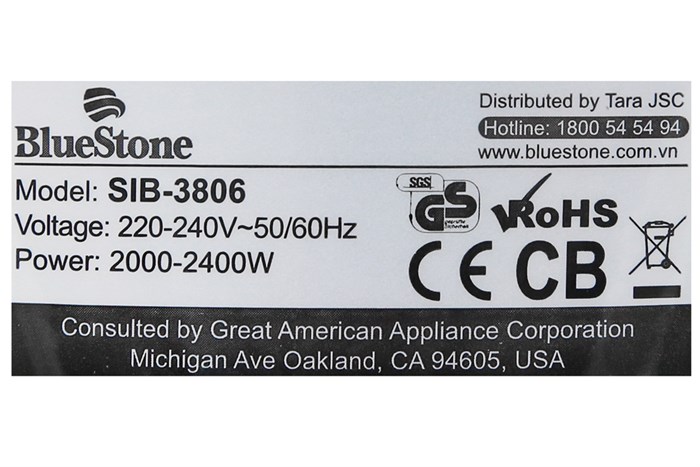 BlueStone
Distributed by Tara JSC
Hotline: 1800 54 54 94
www.bluestone.com.vn
Model: SIB-3806
Voltage: 220-240V~50/60Hz
Power: 2000-2400W
SGS
GS
geprüfte
Sicherheit
RoHS
CE CB
Consulted by Great American Appliance Corporation
Michigan Ave Oakland, CA 94605, USA